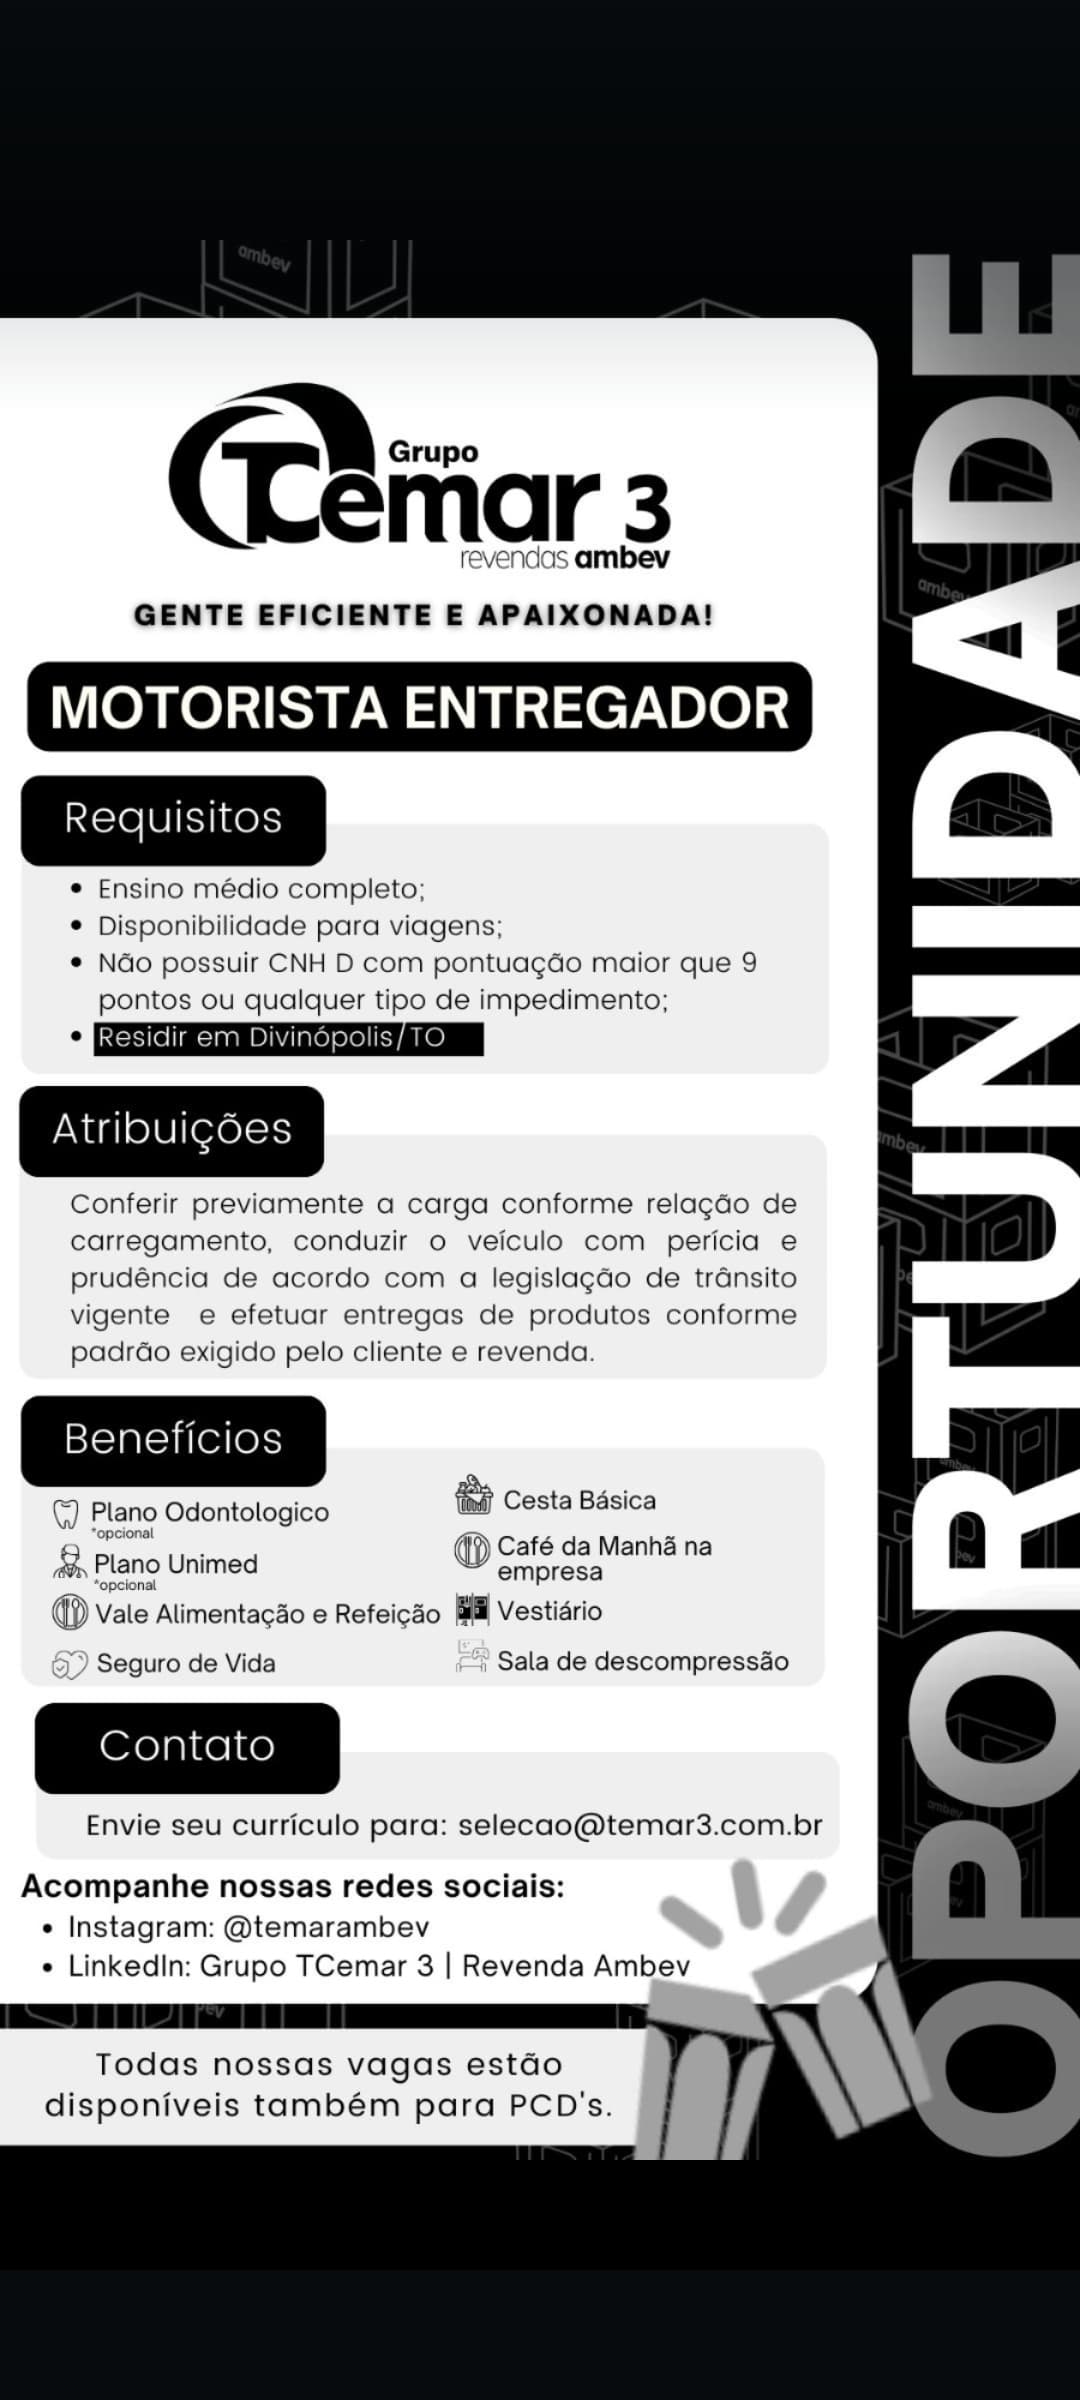 ambev
Grupo
TCemar 3
revendas ambev
GENTE EFICIENTE E APAIXONADA!
MOTORISTA ENTREGADOR
Requisitos
• Ensino médio completo;
• Disponibilidade para viagens;
• Não possuir CNH D com pontuação maior que 9
pontos ou qualquer tipo de impedimento;
• Residir em Divinópolis/TO
Atribuições
Conferir previamente a carga conforme relação de
carregamento, conduzir o veículo com perícia e
prudência de acordo com a legislação de trânsito
vigente e efetuar entregas de produtos conforme
padrão exigido pelo cliente e revenda.
Benefícios
Plano Odontologico
*opcional
Plano Unimed
*opcional
Vale Alimentação e Refeição
Seguro de Vida
Cesta Básica
Café da Manhã na
empresa
Vestiário
Sala de descompressão
Contato
Envie seu currículo para: selecao@temar3.com.br
Acompanhe nossas redes sociais:
• Instagram: @temarambev
• LinkedIn: Grupo TCemar 3 | Revenda Ambev
Todas nossas vagas estão
disponíveis também para PCD's.
OPORTUNIDADE